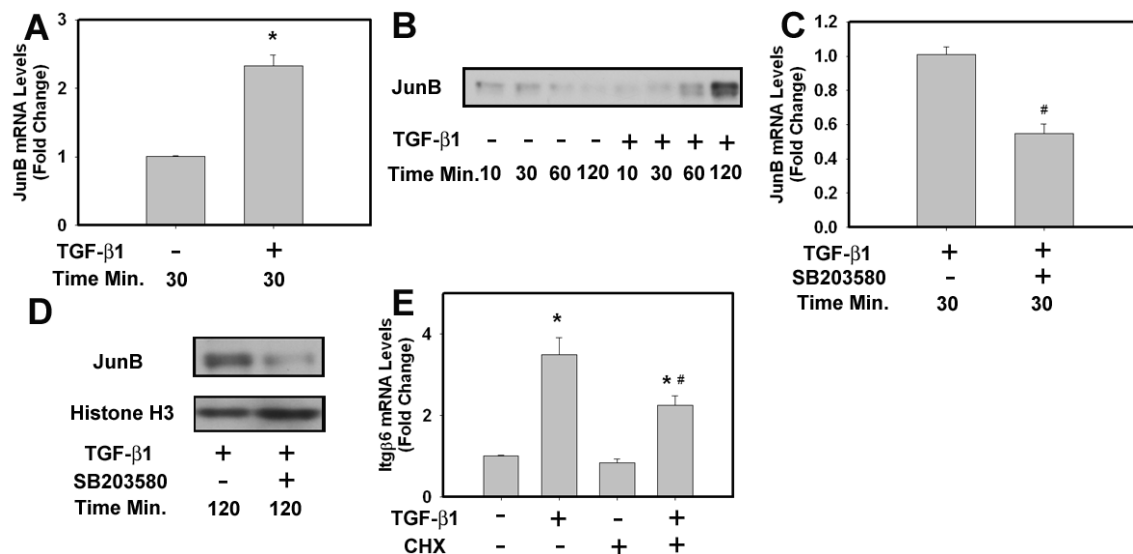 A
JunB mRNA Levels
(Fold Change)
3
2
1
0
*
TGF-β1 - +
Time Min. 30 30
B
JunB
TGF-β1 - - - - + + + +
Time Min. 10 30 60 120 10 30 60 120
C
JunB mRNA Levels
(Fold Change)
1.2
1.0
0.8
0.6
0.4
0.2
0.0
#
TGF-β1 + +
SB203580 - +
Time Min. 30 30
D
JunB
Histone H3
TGF-β1 + +
SB203580 - +
Time Min. 120 120
E
Itgβ6 mRNA Levels
(Fold Change)
4
2
0
*
* #
TGF-β1 - + - +
CHX - - + +